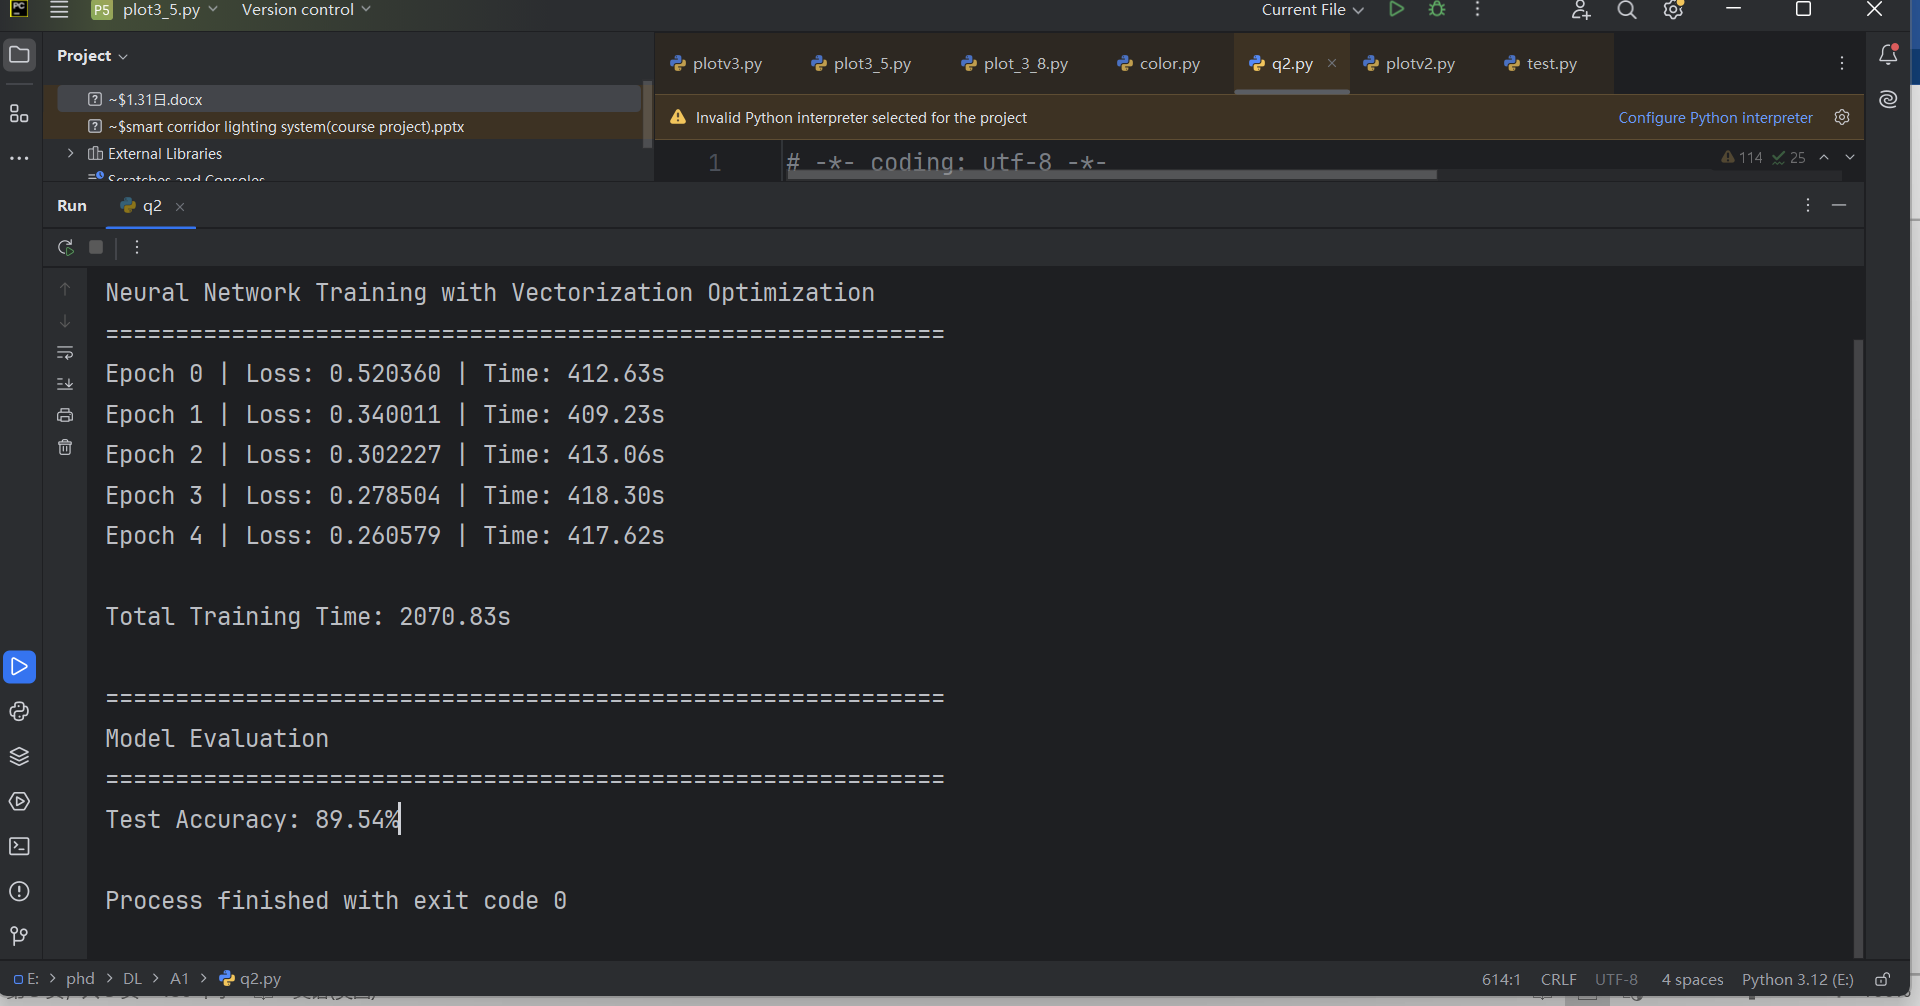 PC
P5 plot3_5.py Version control Current File
Project
plotv3.py plot3_5.py plot_3_8.py color.py q2.py plotv2.py test.py
~$1.31日.docx
~$smart corridor lighting system(course project).pptx
External Libraries
Scratches and Consoles
Invalid Python interpreter selected for the project Configure Python interpreter
1 # -*- coding: utf-8 -*- 114 25
Run q2
Neural Network Training with Vectorization Optimization
============================================================
Epoch 0 | Loss: 0.520360 | Time: 412.63s
Epoch 1 | Loss: 0.340011 | Time: 409.23s
Epoch 2 | Loss: 0.302227 | Time: 413.06s
Epoch 3 | Loss: 0.278504 | Time: 418.30s
Epoch 4 | Loss: 0.260579 | Time: 417.62s
Total Training Time: 2070.83s
============================================================
Model Evaluation
============================================================
Test Accuracy: 89.54%
Process finished with exit code 0
E: > phd > DL > A1 > q2.py 614:1 CRLF UTF-8 4 spaces Python 3.12 (E:)